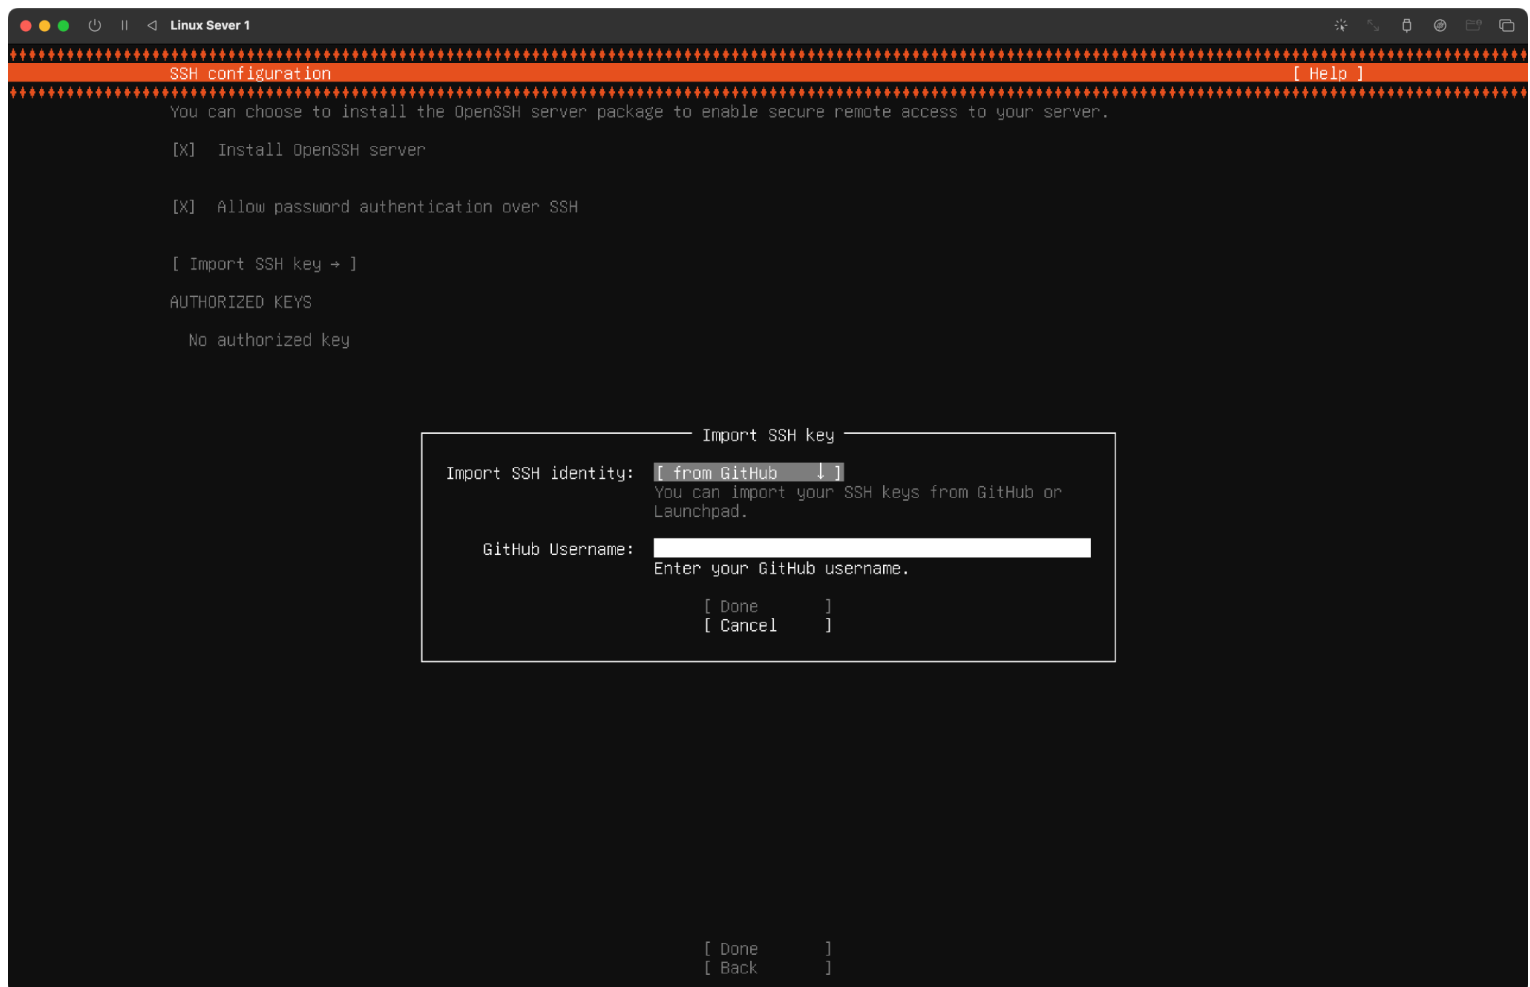 Linux Sever 1
SSH configuration [ Help ]
You can choose to install the OpenSSH server package to enable secure remote access to your server.
[X] Install OpenSSH server
[X] Allow password authentication over SSH
[ Import SSH key → ]
AUTHORIZED KEYS
No authorized key
Import SSH key
Import SSH identity: [ from GitHub ↓ ]
You can import your SSH keys from GitHub or
Launchpad.
GitHub Username:
Enter your GitHub username.
[ Done ]
[ Cancel ]
[ Done ]
[ Back ]